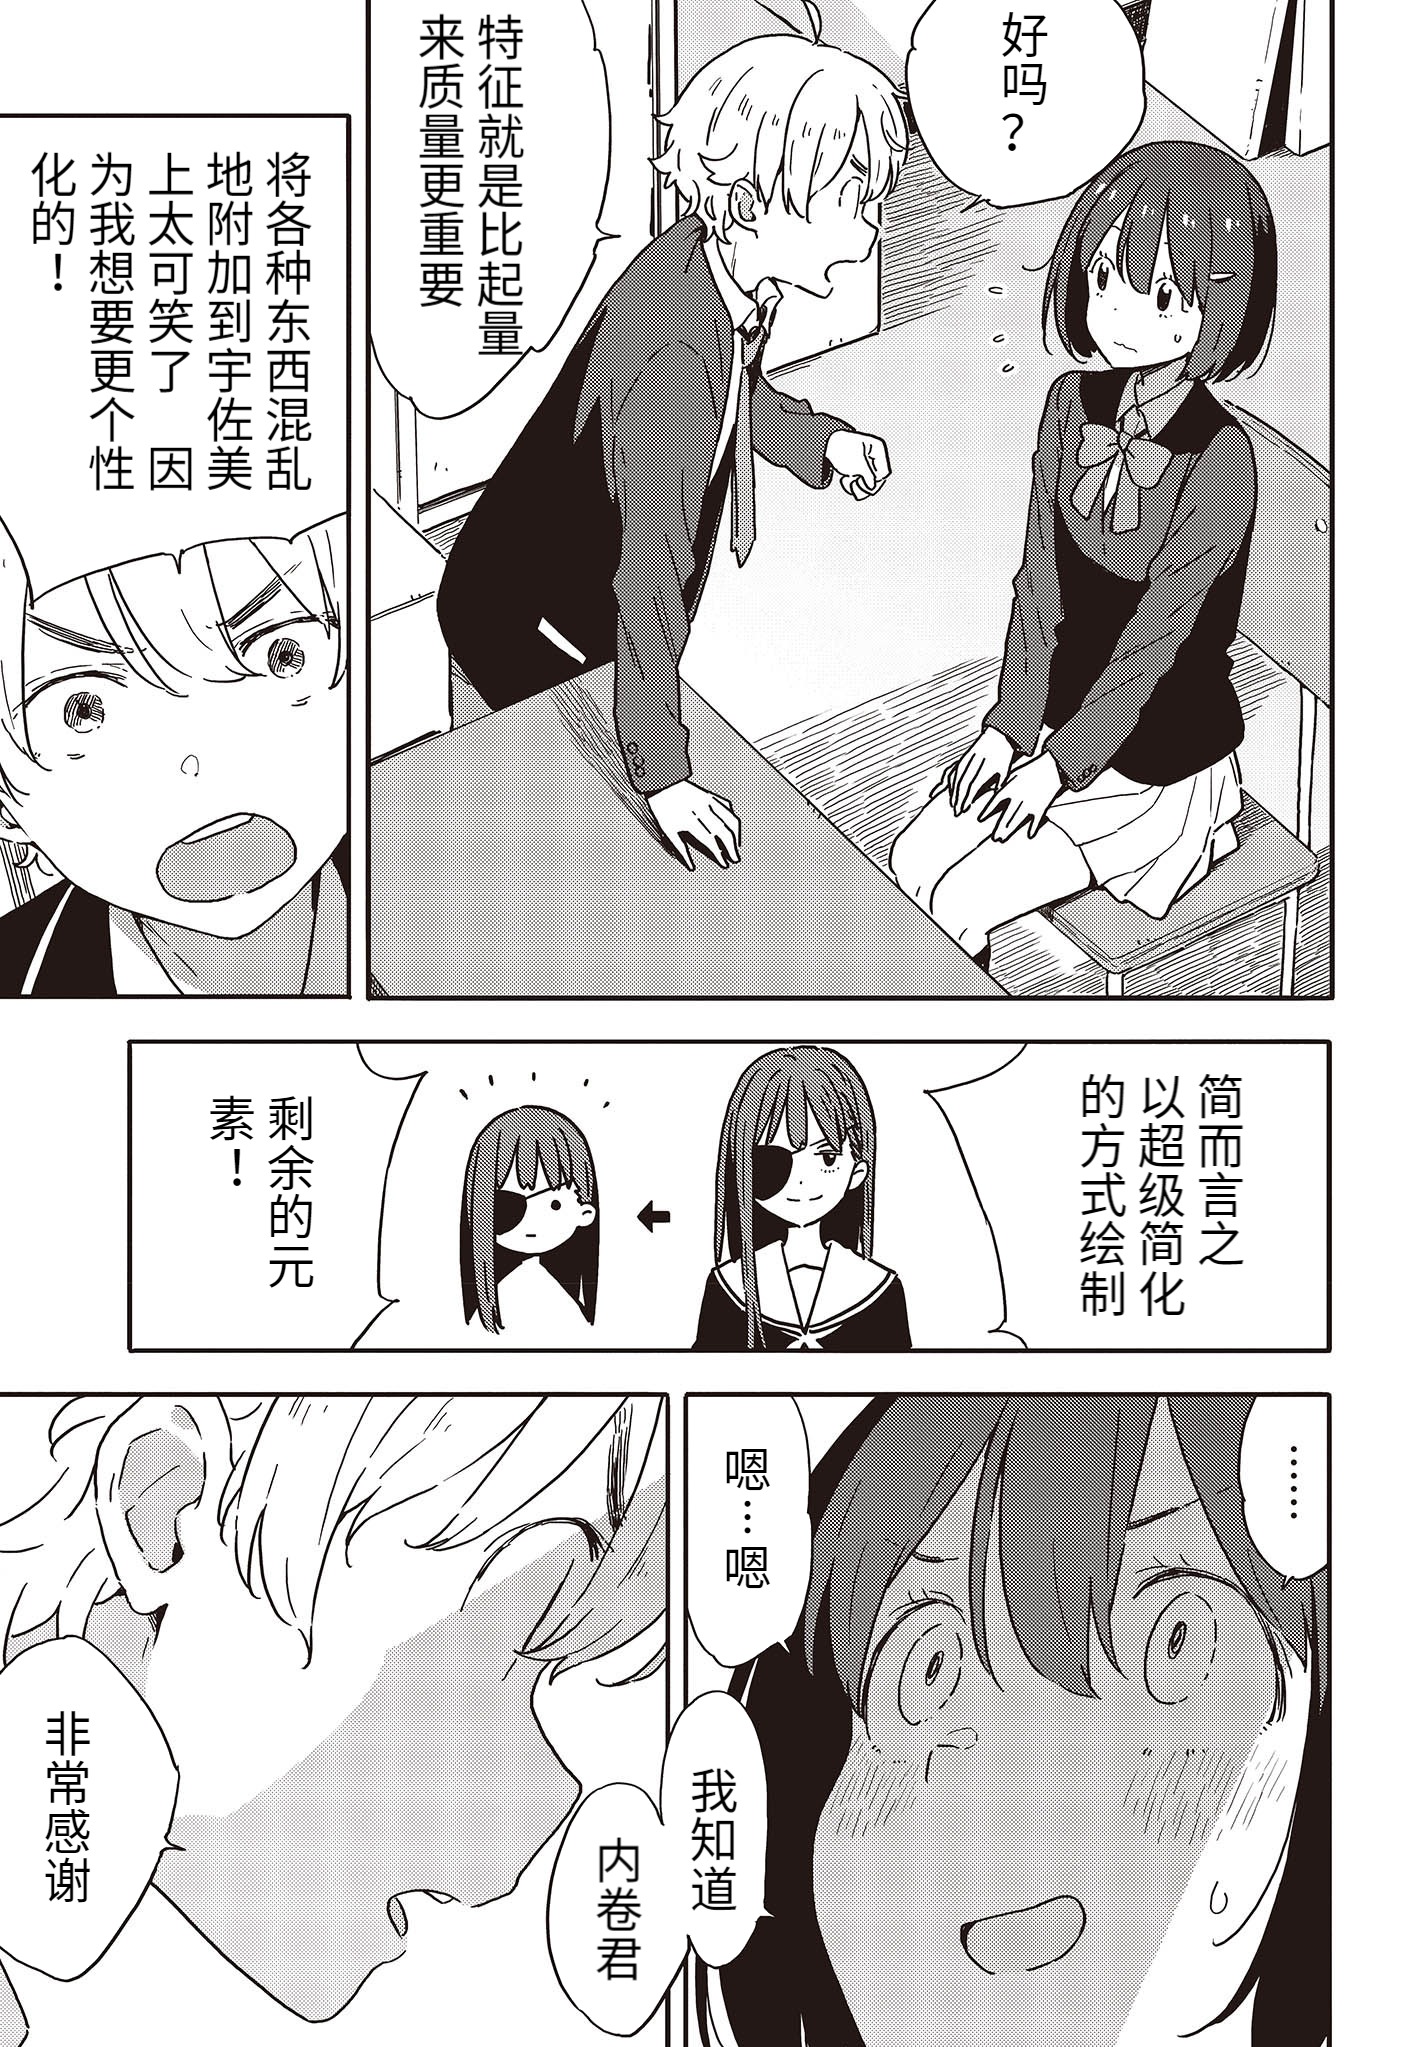 好吗？
特征就是比起量
来质量更重要
将各种东西混乱
地附加到宇佐美
上太可笑了　因
为我想要更个性
化的！
简而言之
以超级简化
的方式绘制
剩余的元
素！
……
嗯…嗯
我知道
内卷君
非常感谢